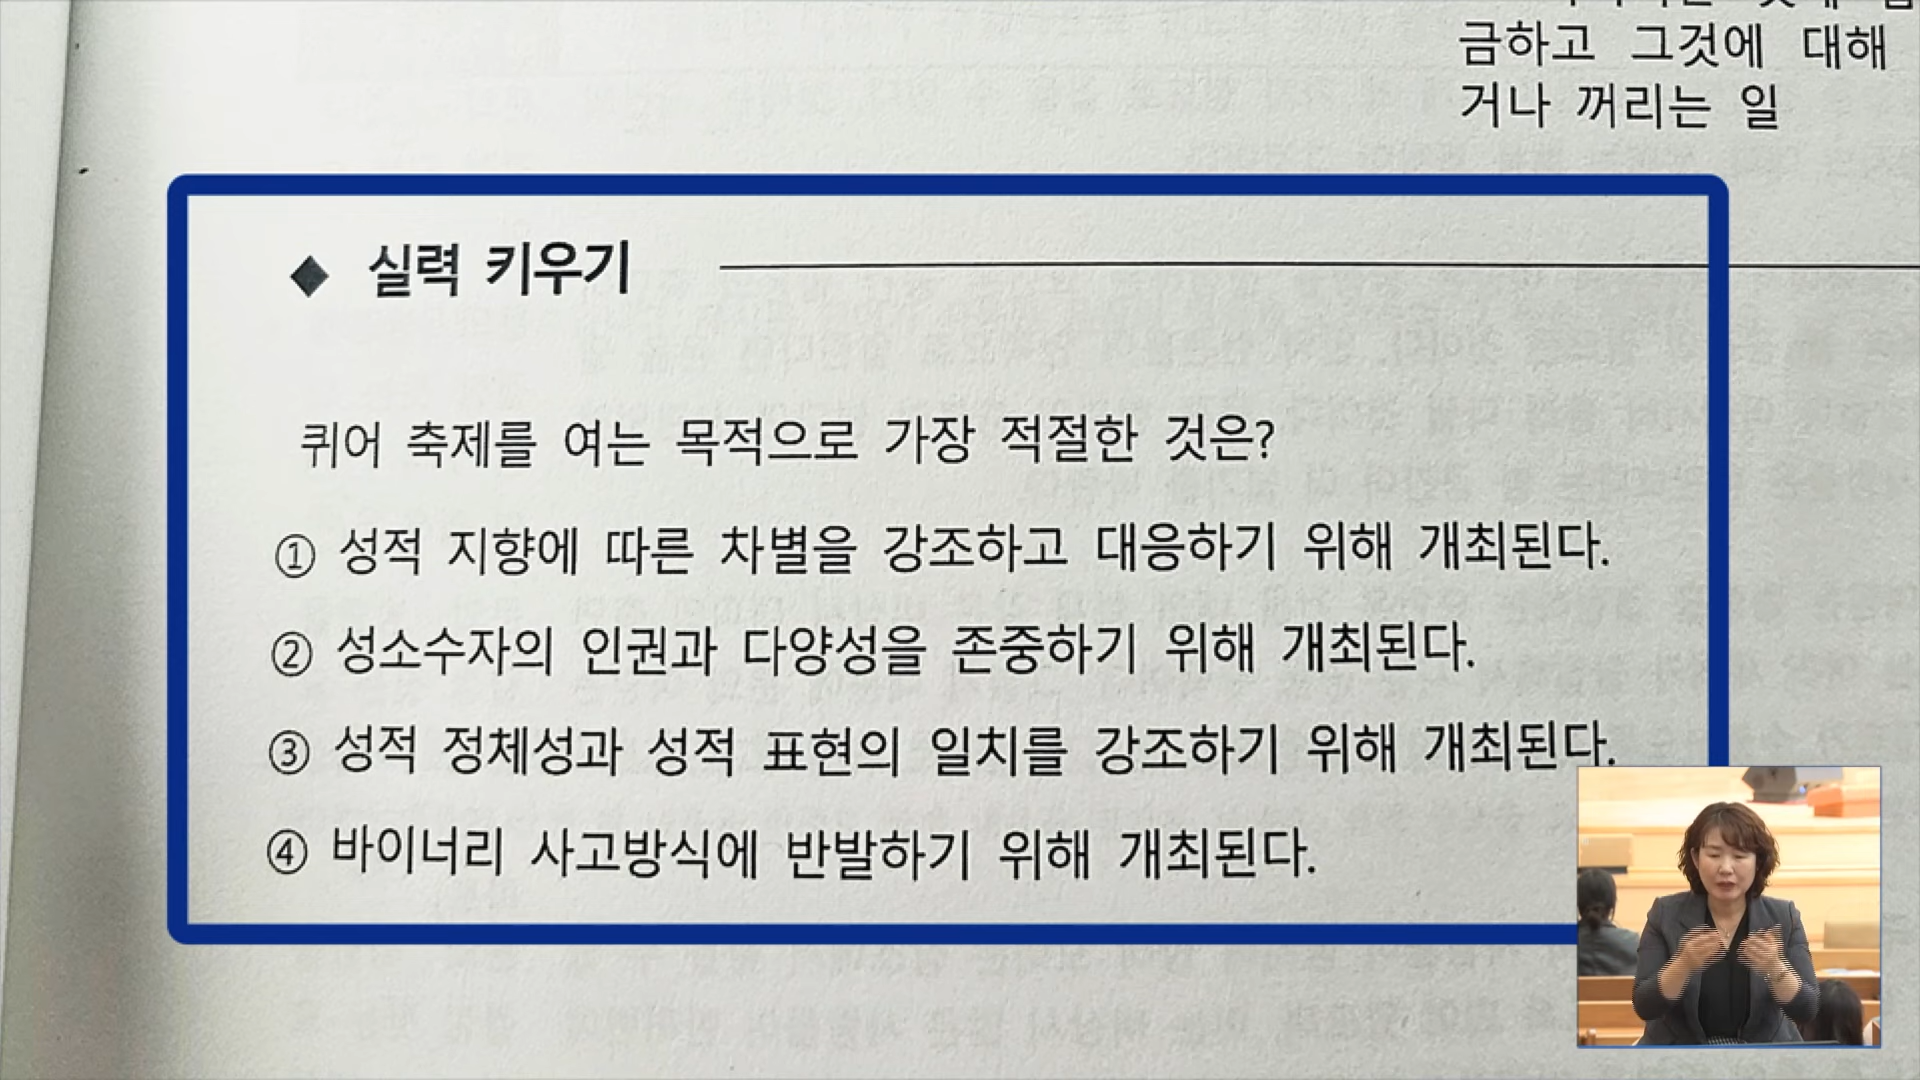 금하고 그것에 대해
거나 꺼리는 일
◆ 실력 키우기
퀴어 축제를 여는 목적으로 가장 적절한 것은?
① 성적 지향에 따른 차별을 강조하고 대응하기 위해 개최된다.
② 성소수자의 인권과 다양성을 존중하기 위해 개최된다.
③ 성적 정체성과 성적 표현의 일치를 강조하기 위해 개최된다.
④ 바이너리 사고방식에 반발하기 위해 개최된다.